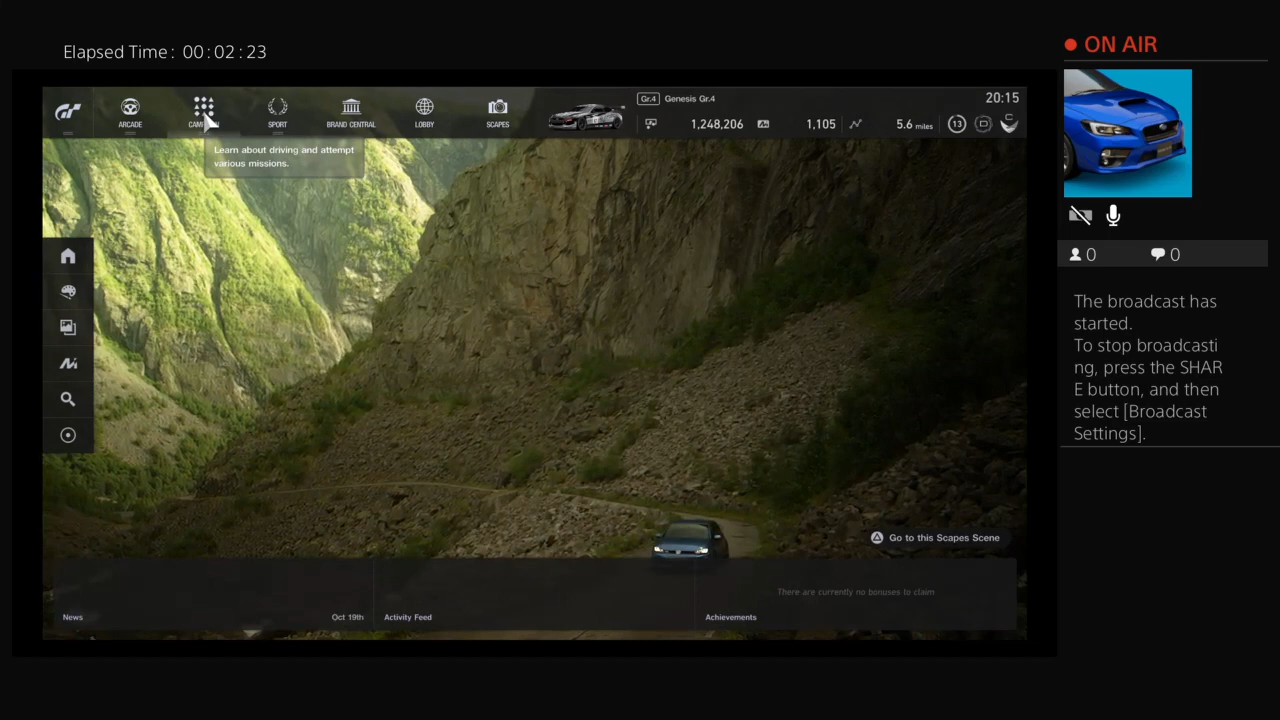 Elapsed Time: 00:02:23
ON AIR
GT
ARCADE
SPORT
BRAND CENTRAL
LOBBY
SCAPES
Gr.4 Genesis Gr.4
20:15
1,248,206
1,105
5.6 miles
13
C
Learn about driving and attempt
various missions.
0
0
The broadcast has
started.
To stop broadcasti
ng, press the SHAR
E button, and then
select [Broadcast
Settings].
Go to this Scapes Scene
There are currently no bonuses to claim
News
Oct 19th
Activity Feed
Achievements